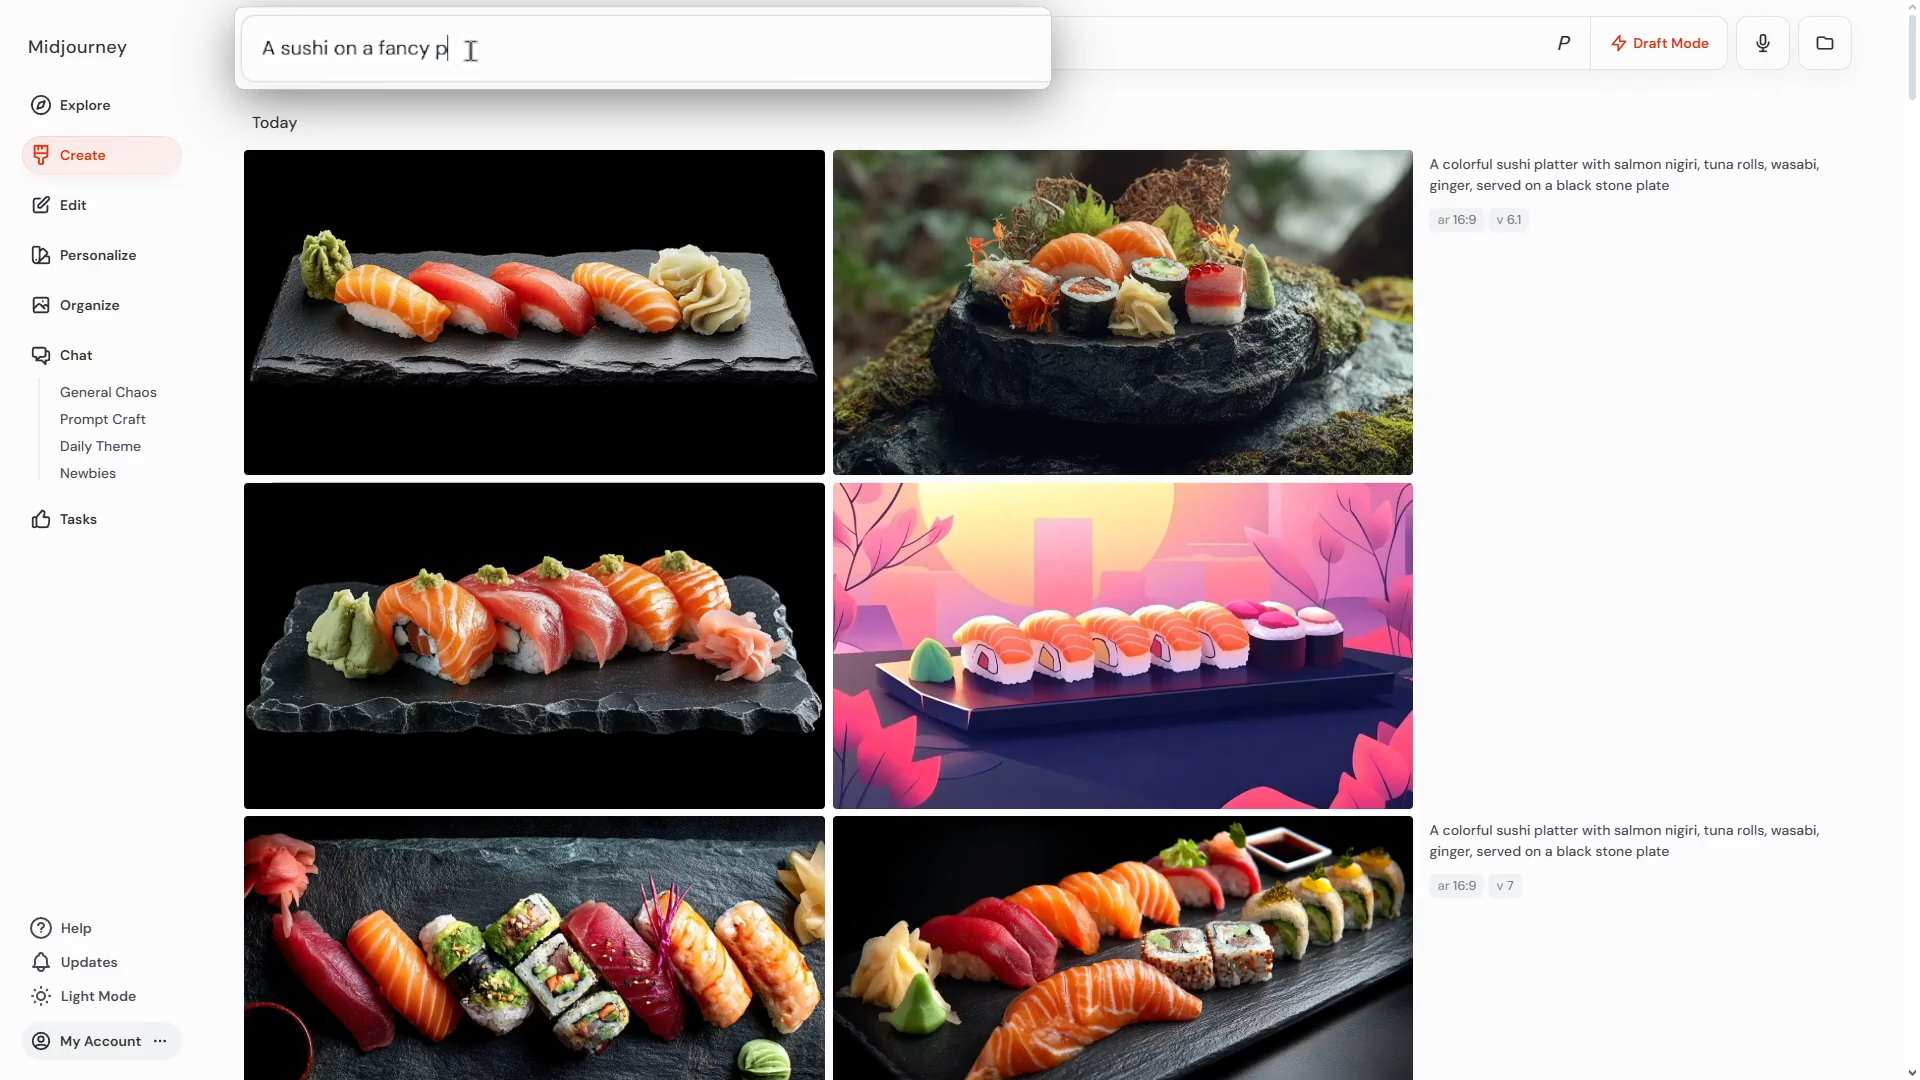 Midjourney
A sushi on a fancy p
P
Draft Mode
Explore
Create
Edit
Personalize
Organize
Chat
General Chaos
Prompt Craft
Daily Theme
Newbies
Tasks
Help
Updates
Light Mode
My Account ...
Today
A colorful sushi platter with salmon nigiri, tuna rolls, wasabi,
ginger, served on a black stone plate
ar 16:9 v 6.1
A colorful sushi platter with salmon nigiri, tuna rolls, wasabi,
ginger, served on a black stone plate
ar 16:9 v 7